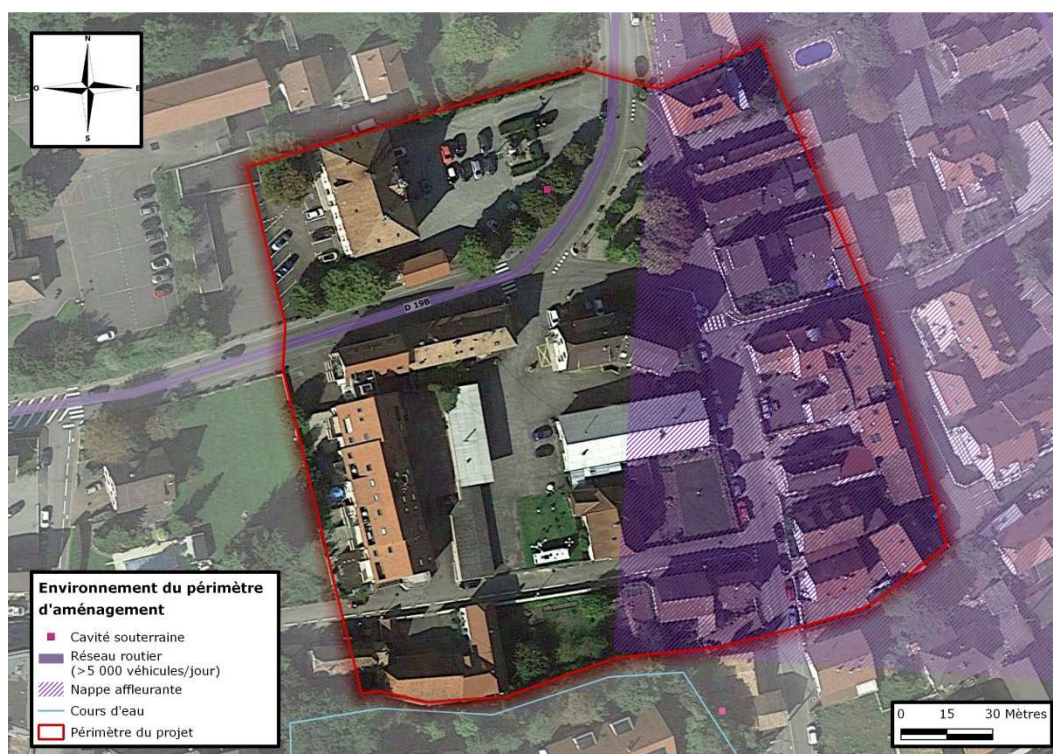 N
O
E
S
D 19B
Environnement du périmètre
d'aménagement
Cavité souterraine
Réseau routier
(>5 000 véhicules/jour)
Nappe affleurante
Cours d'eau
Périmètre du projet
0 15 30 Mètres